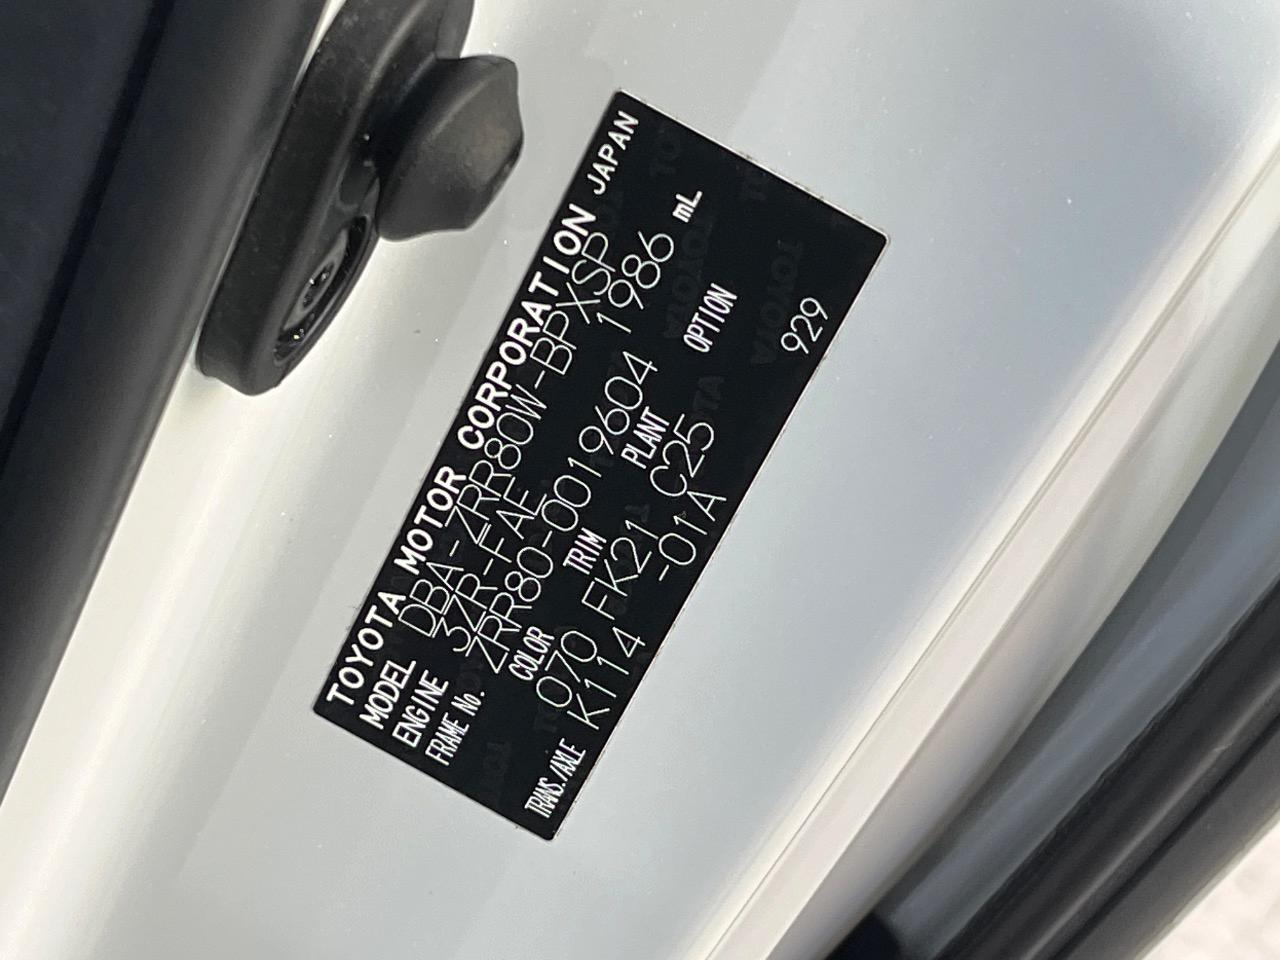 TOYOTA MOTOR CORPORATION JAPAN
MODEL DBA-ZRR80W-BPXSP
ENGINE 3ZR-FAE 1986 mL
FRAME No. ZRR80-0019604
COLOR TRIM PLANT OPTION
070 FK21 C25
TRANS./AXLE K114 -01A 929